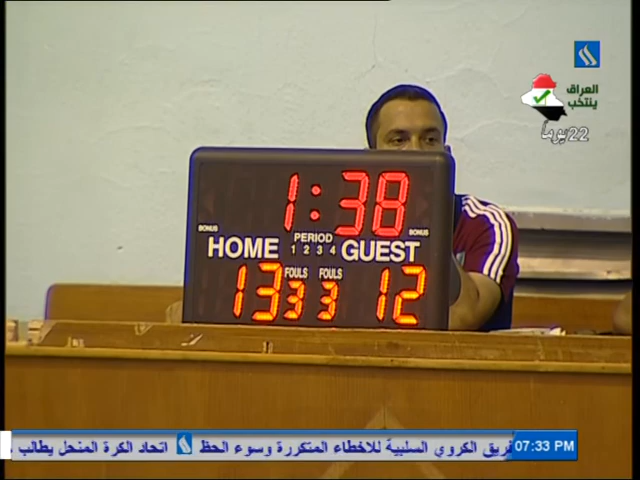 العراق
ينتخب
22 يوماً
1:38
BONUS PERIOD BONUS
HOME 1 2 3 4 GUEST
FOULS FOULS
13 3 3 12
فريق الكروي السلبية للاخطاء المتكررة وسوء الحظ اتحاد الكرة المنحل يطالب
07:33 PM